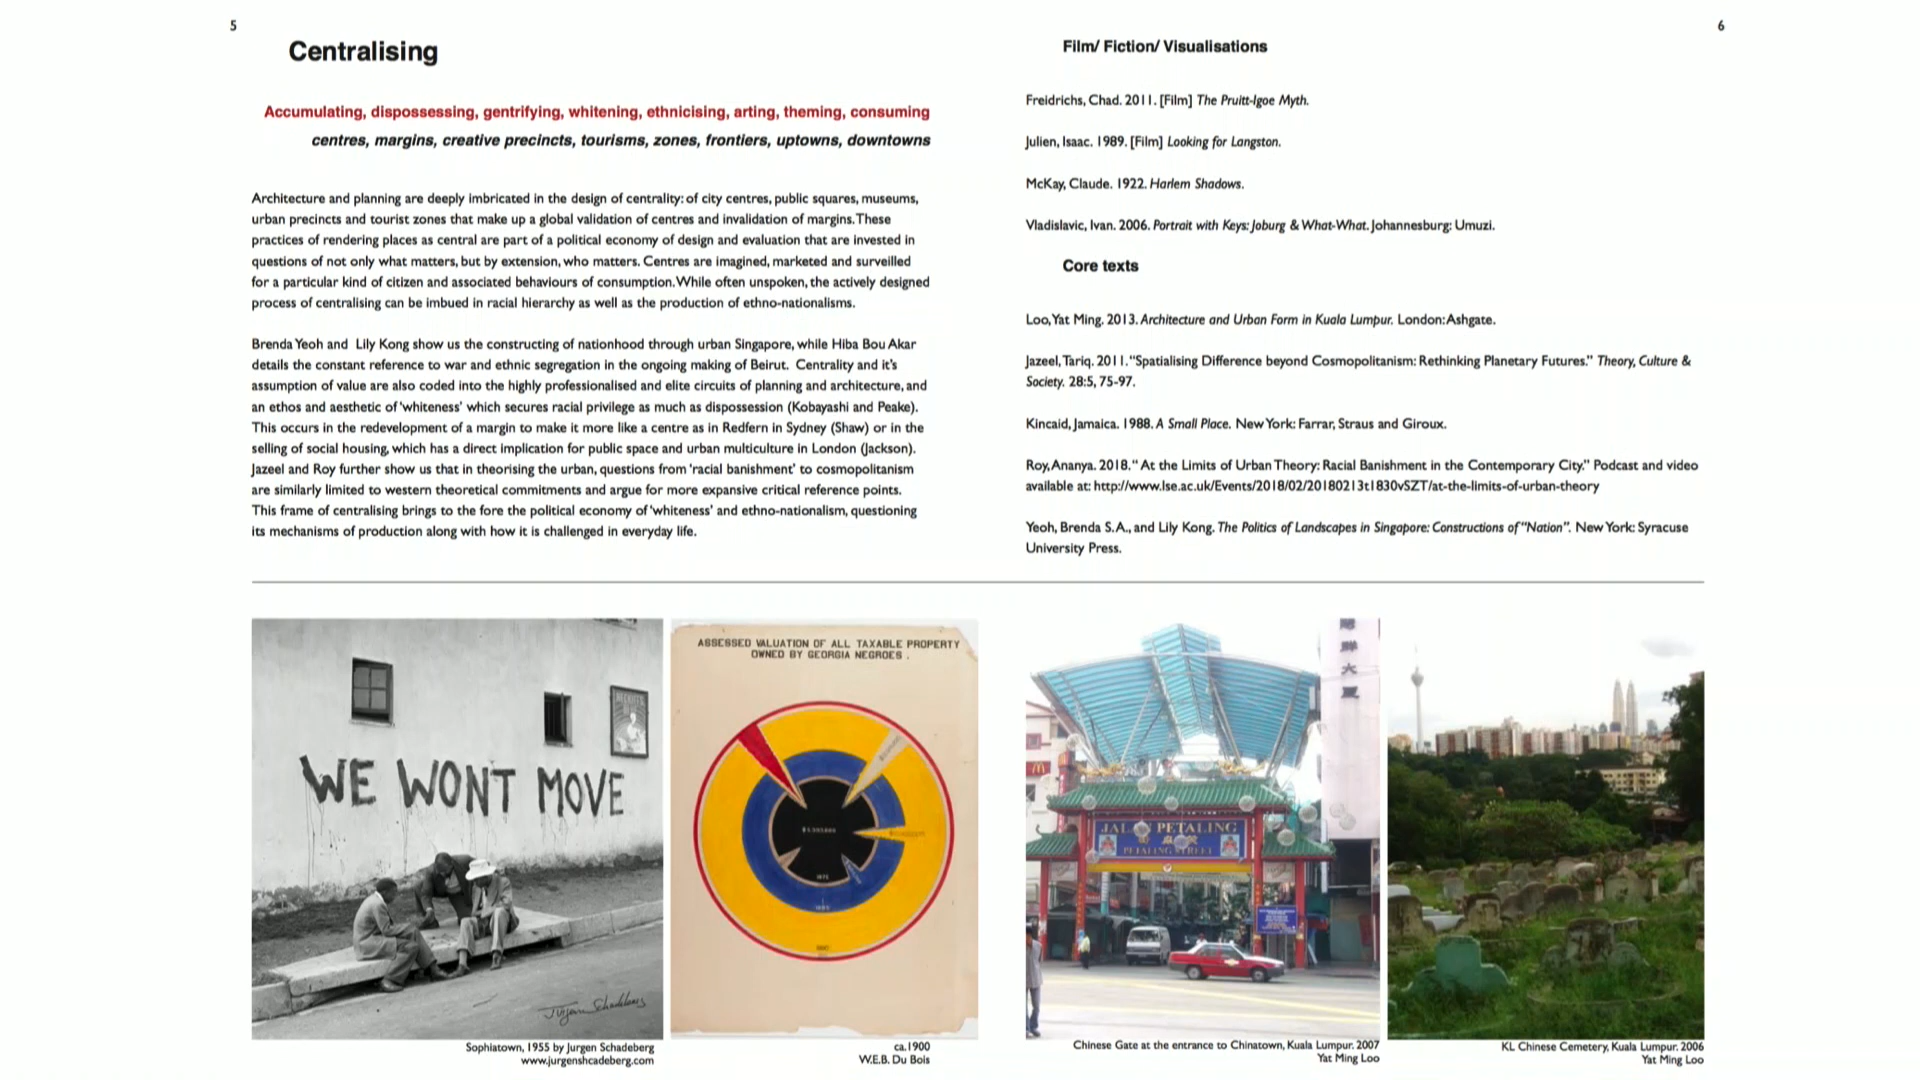 5
Centralising
Accumulating, dispossessing, gentrifying, whitening, ethnicising, arting, theming, consuming
centres, margins, creative precincts, tourisms, zones, frontiers, uptowns, downtowns
Architecture and planning are deeply imbricated in the design of centrality: of city centres, public squares, museums,
urban precincts and tourist zones that make up a global validation of centres and invalidation of margins. These
practices of rendering places as central are part of a political economy of design and evaluation that are invested in
questions of not only what matters, but by extension, who matters. Centres are imagined, marketed and surveilled
for a particular kind of citizen and associated behaviours of consumption. While often unspoken, the actively designed
process of centralising can be imbued in racial hierarchy as well as the production of ethno-nationalisms.
Brenda Yeoh and Lily Kong show us the constructing of nationhood through urban Singapore, while Hiba Bou Akar
details the constant reference to war and ethnic segregation in the ongoing making of Beirut. Centrality and it's
assumption of value are also coded into the highly professionalised and elite circuits of planning and architecture, and
an ethos and aesthetic of 'whiteness' which secures racial privilege as much as dispossession (Kobayashi and Peake).
This occurs in the redevelopment of a margin to make it more like a centre as in Redfern in Sydney (Shaw) or in the
selling of social housing, which has a direct implication for public space and urban multiculture in London (Jackson).
Jazeel and Roy further show us that in theorising the urban, questions from 'racial banishment' to cosmopolitanism
are similarly limited to western theoretical commitments and argue for more expansive critical reference points.
This frame of centralising brings to the fore the political economy of 'whiteness' and ethno-nationalism, questioning
its mechanisms of production along with how it is challenged in everyday life.
6
Film/ Fiction/ Visualisations
Freidrichs, Chad. 2011. [Film] The Pruitt-Igoe Myth.
Julien, Isaac. 1989. [Film] Looking for Langston.
McKay, Claude. 1922. Harlem Shadows.
Vladislavic, Ivan. 2006. Portrait with Keys: Joburg & What-What. Johannesburg: Umuzi.
Core texts
Loo, Yat Ming. 2013. Architecture and Urban Form in Kuala Lumpur. London: Ashgate.
Jazeel, Tariq. 2011. "Spatialising Difference beyond Cosmopolitanism: Rethinking Planetary Futures." Theory, Culture &
Society. 28:5, 75-97.
Kincaid, Jamaica. 1988. A Small Place. New York: Farrar, Straus and Giroux.
Roy, Ananya. 2018. " At the Limits of Urban Theory: Racial Banishment in the Contemporary City." Podcast and video
available at: http://www.lse.ac.uk/Events/2018/02/20180213t1830vSZT/at-the-limits-of-urban-theory
Yeoh, Brenda S.A., and Lily Kong. The Politics of Landscapes in Singapore: Constructions of "Nation". New York: Syracuse
University Press.
WE WONT MOVE
Jürgen Schadeberg
Sophiatown, 1955 by Jurgen Schadeberg
www.jurgenshcadeberg.com
ASSESSED VALUATION OF ALL TAXABLE PROPERTY
OWNED BY GEORGIA NEGROES .
1875
ca.1900
W.E.B. Du Bois
大
JALAN PETALING
PETALING STREET
Chinese Gate at the entrance to Chinatown, Kuala Lumpur. 2007
Yat Ming Loo
KL Chinese Cemetery, Kuala Lumpur. 2006
Yat Ming Loo